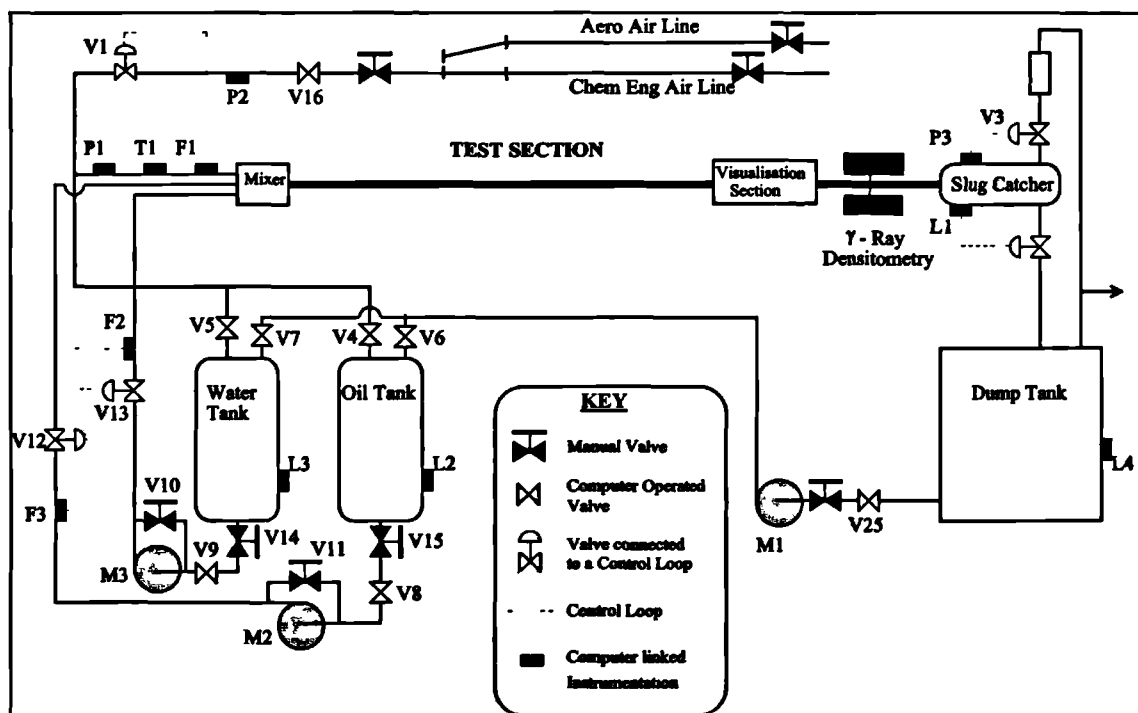 Aero Air Line
V1
P2
V16
Chem Eng Air Line
V3
P1
T1
F1
TEST SECTION
P3
Mixer
Visualisation
Section
Slug Catcher
L1
γ - Ray
Densitometry
F2
V5
V7
V4
V6
V13
Water
Tank
Oil Tank
V12
L3
L2
KEY
Manual Valve
Dump Tank
L4
V10
F3
Computer Operated
Valve
V14
V11
V15
V25
M1
Valve connected
to a Control Loop
M3
V9
V8
M2
Control Loop
Computer linked
Instrumentation